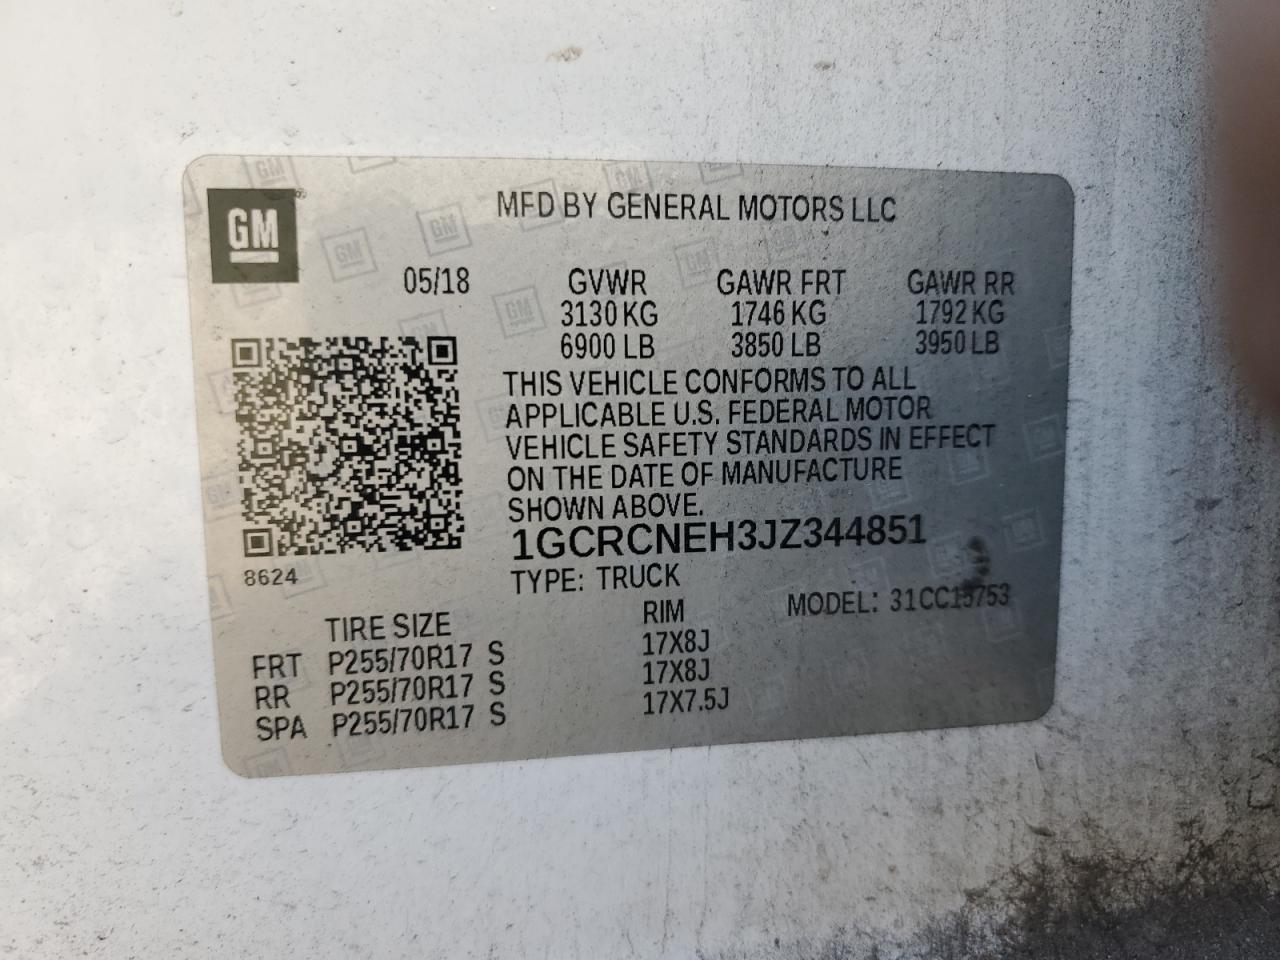 GM
MFD BY GENERAL MOTORS LLC
05/18 GVWR GAWR FRT GAWR RR
3130 KG 1746 KG 1792 KG
6900 LB 3850 LB 3950 LB
THIS VEHICLE CONFORMS TO ALL
APPLICABLE U.S. FEDERAL MOTOR
VEHICLE SAFETY STANDARDS IN EFFECT
ON THE DATE OF MANUFACTURE
SHOWN ABOVE.
1GCRCNEH3JZ344851
8624
TYPE: TRUCK
MODEL: 31CC15753
TIRE SIZE RIM
FRT P255/70R17 S 17X8J
RR P255/70R17 S 17X8J
SPA P255/70R17 S 17X7.5J